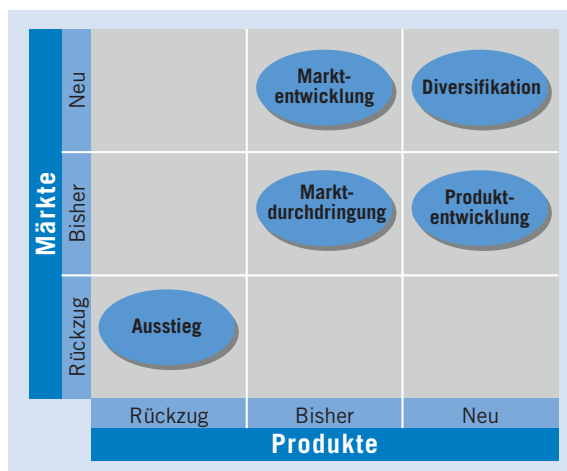 Märkte
Neu
Markt-
entwicklung
Diversifikation
Bisher
Markt-
durchdringung
Produkt-
entwicklung
Rückzug
Ausstieg
Rückzug
Bisher
Neu
Produkte